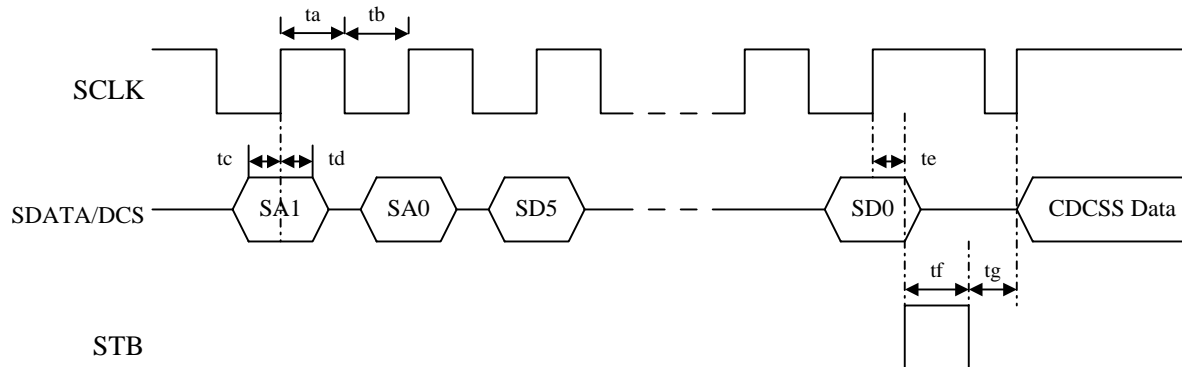 ta tb
SCLK
tc td te
SDATA/DCS SA1 SA0 SD5 SD0 CDCSS Data
tf tg
STB